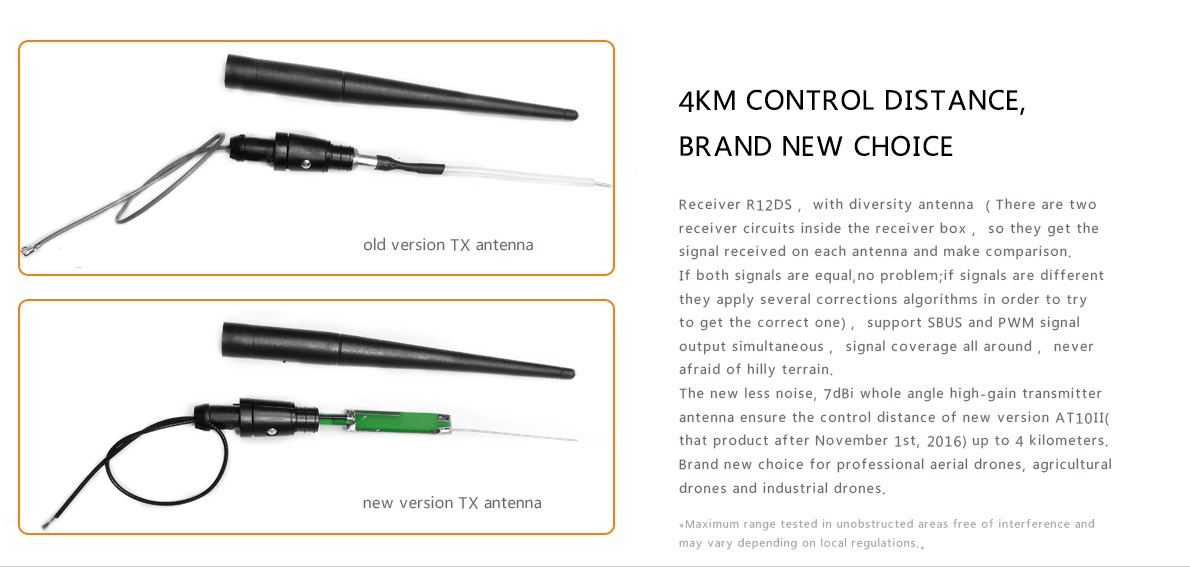 4KM CONTROL DISTANCE,
BRAND NEW CHOICE
Receiver R12DS , with diversity antenna ( There are two
receiver circuits inside the receiver box , so they get the
signal received on each antenna and make comparison.
If both signals are equal,no problem;if signals are different
they apply several corrections algorithms in order to try
to get the correct one) , support SBUS and PWM signal
output simultaneous , signal coverage all around , never
afraid of hilly terrain.
The new less noise, 7dBi whole angle high-gain transmitter
antenna ensure the control distance of new version AT10II(
that product after November 1st, 2016) up to 4 kilometers.
Brand new choice for professional aerial drones, agricultural
drones and industrial drones.
*Maximum range tested in unobstructed areas free of interference and
may vary depending on local regulations.。
old version TX antenna
new version TX antenna